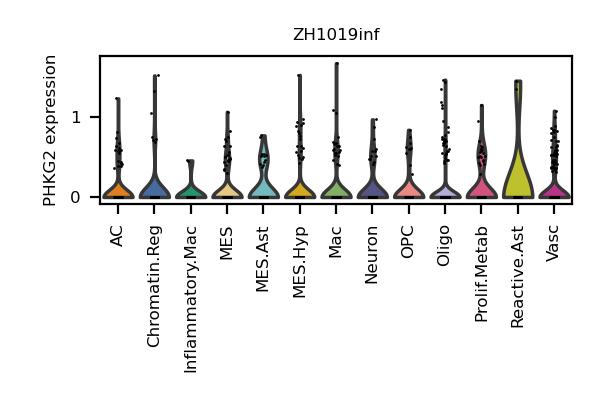 ZH1019inf
PHKG2 expression
1
0
AC
Chromatin.Reg
Inflammatory.Mac
MES
MES.Ast
MES.Hyp
Mac
Neuron
OPC
Oligo
Prolif.Metab
Reactive.Ast
Vasc